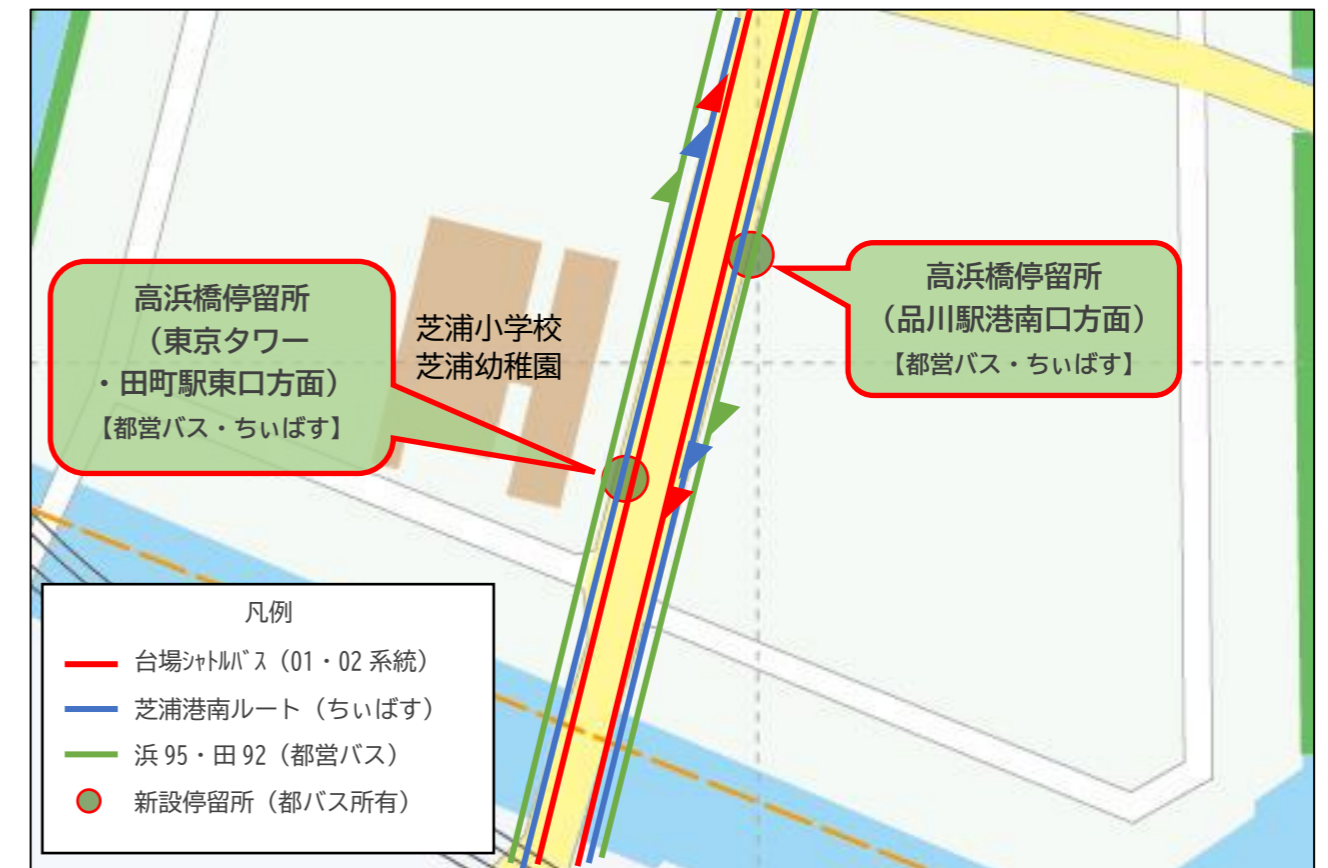 高浜橋停留所
（東京タワー
・田町駅東口方面）
【都営バス・ちぃばす】
芝浦小学校
芝浦幼稚園
高浜橋停留所
（品川駅港南口方面）
【都営バス・ちぃばす】
凡例
台場ｼｬﾄﾙﾊﾞｽ（01・02 系統）
芝浦港南ルート（ちぃばす）
浜 95・田 92（都営バス）
新設停留所（都バス所有）